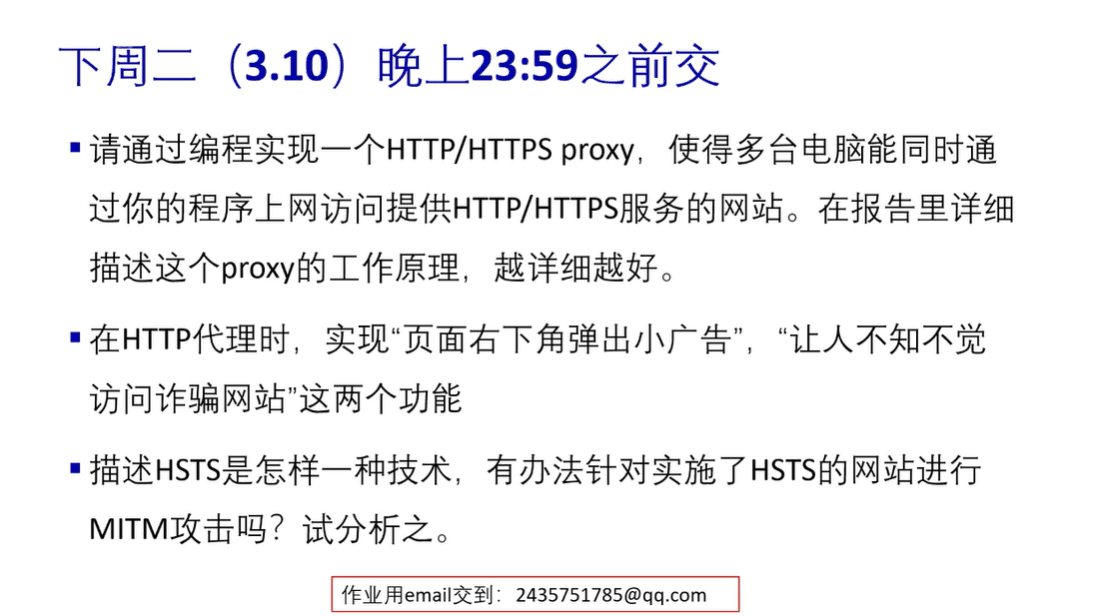 下周二（3.10）晚上23:59之前交
▪请通过编程实现一个HTTP/HTTPS proxy，使得多台电脑能同时通
过你的程序上网访问提供HTTP/HTTPS服务的网站。在报告里详细
描述这个proxy的工作原理，越详细越好。
▪在HTTP代理时，实现“页面右下角弹出小广告”，“让人不知不觉
访问诈骗网站”这两个功能
▪描述HSTS是怎样一种技术，有办法针对实施了HSTS的网站进行
MITM攻击吗？试分析之。
作业用email交到：2435751785@qq.com